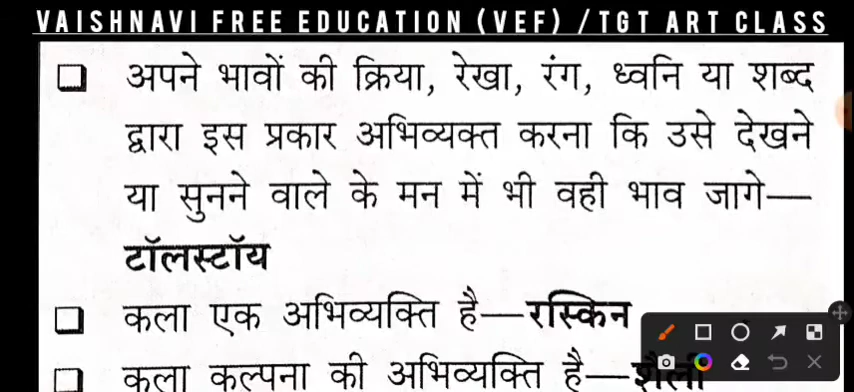 VAISHNAVI FREE EDUCATION (VEF) / TGT ART CLASS
अपने भावों की क्रिया, रेखा, रंग, ध्वनि या शब्द
द्वारा इस प्रकार अभिव्यक्त करना कि उसे देखने
या सुनने वाले के मन में भी वही भाव जागे—
टॉलस्टॉय
कला एक अभिव्यक्ति है—रस्किन
कला कल्पना की अभिव्यक्ति है—शैली